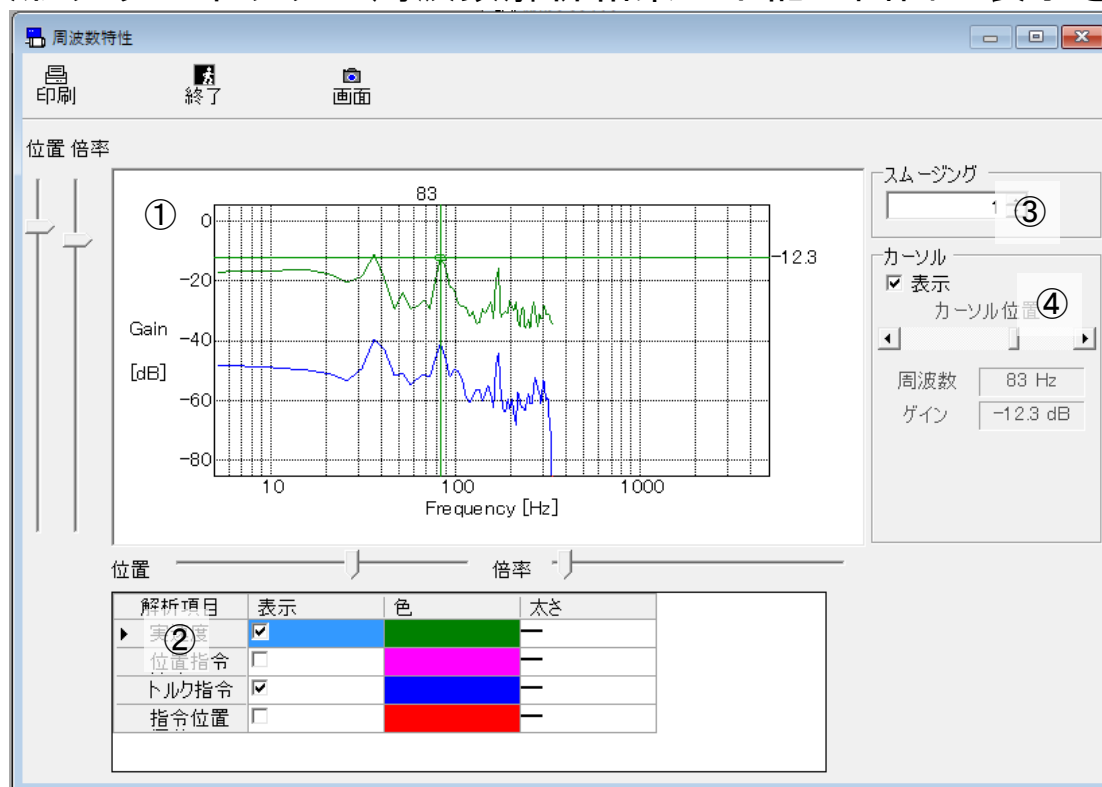 周波数特性
印刷
終了
画面
位置 倍率
①
83
0
-20
-40
-60
-80
-12.3
Gain
[dB]
10
100
1000
Frequency [Hz]
スムージング
1
③
カーソル
表示
カーソル位置
④
周波数
83 Hz
ゲイン
-12.3 dB
位置
倍率
解析項目 表示 色 太さ
②
位置指令
トルク指令
指令位置